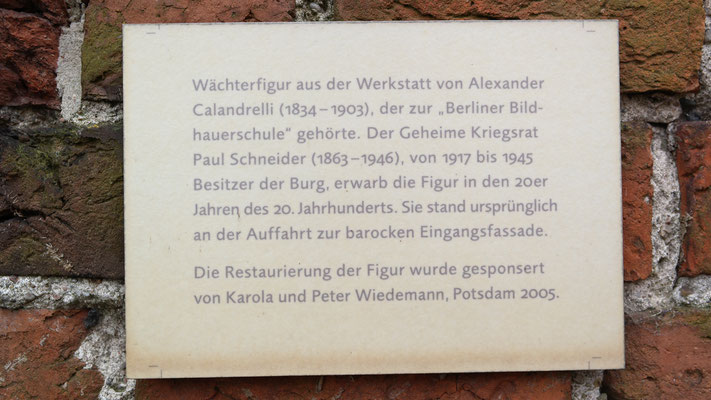 Wächterfigur aus der Werkstatt von Alexander
Calandrelli (1834 – 1903), der zur „Berliner Bild-
hauerschule“ gehörte. Der Geheime Kriegsrat
Paul Schneider (1863 – 1946), von 1917 bis 1945
Besitzer der Burg, erwarb die Figur in den 20er
Jahren des 20. Jahrhunderts. Sie stand ursprünglich
an der Auffahrt zur barocken Eingangsfassade.
Die Restaurierung der Figur wurde gesponsert
von Karola und Peter Wiedemann, Potsdam 2005.